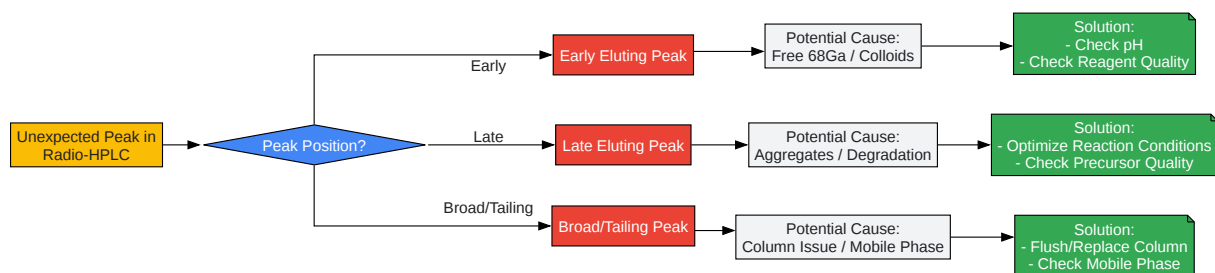 Unexpected Peak in
Radio-HPLC
Peak Position?
Early
Early Eluting Peak
Potential Cause:
Free 68Ga / Colloids
Solution:
- Check pH
- Check Reagent Quality
Late
Late Eluting Peak
Potential Cause:
Aggregates / Degradation
Solution:
- Optimize Reaction Conditions
- Check Precursor Quality
Broad/Tailing
Broad/Tailing Peak
Potential Cause:
Column Issue / Mobile Phase
Solution:
- Flush/Replace Column
- Check Mobile Phase